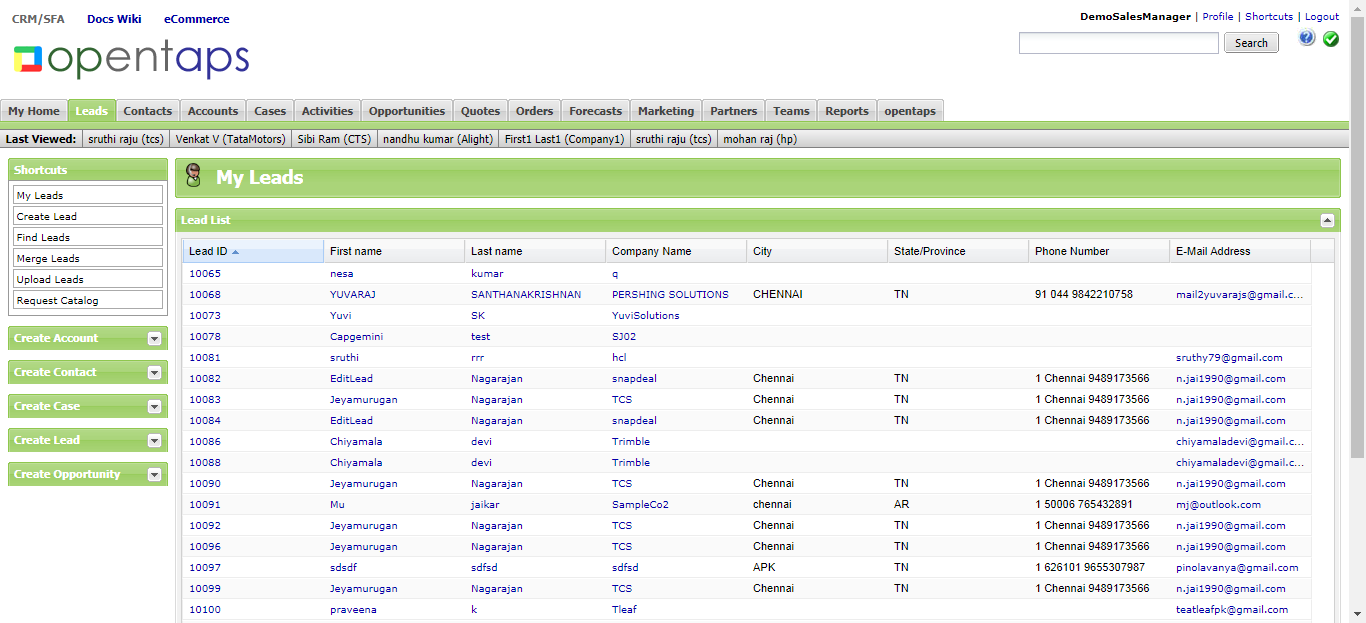 CRM/SFA Docs Wiki eCommerce
DemoSalesManager | Profile | Shortcuts | Logout
opentaps
Search
My Home Leads Contacts Accounts Cases Activities Opportunities Quotes Orders Forecasts Marketing Partners Teams Reports opentaps
Last Viewed: sruthi raju (tcs) Venkat V (TataMotors) Sibi Ram (CTS) nandhu kumar (Alight) First1 Last1 (Company1) sruthi raju (tcs) mohan raj (hp)
Shortcuts
My Leads
Create Lead
Find Leads
Merge Leads
Upload Leads
Request Catalog
Create Account
Create Contact
Create Case
Create Lead
Create Opportunity
My Leads
Lead List
Lead ID First name Last name Company Name City State/Province Phone Number E-Mail Address
10065 nesa kumar q
10068 YUVARAJ SANTHANAKRISHNAN PERSHING SOLUTIONS CHENNAI TN 91 044 9842210758 mail2yuvarajs@gmail.c...
10073 Yuvi SK YuviSolutions
10078 Capgemini test SJ02
10081 sruthi rrr hcl sruthy79@gmail.com
10082 EditLead Nagarajan snapdeal Chennai TN 1 Chennai 9489173566 n.jai1990@gmail.com
10083 Jeyamurugan Nagarajan TCS Chennai TN 1 Chennai 9489173566 n.jai1990@gmail.com
10084 EditLead Nagarajan snapdeal Chennai TN 1 Chennai 9489173566 n.jai1990@gmail.com
10086 Chiyamala devi Trimble chiyamaladevi@gmail.c...
10088 Chiyamala devi Trimble chiyamaladevi@gmail.c...
10090 Jeyamurugan Nagarajan TCS Chennai TN 1 Chennai 9489173566 n.jai1990@gmail.com
10091 Mu jaikar SampleCo2 chennai AR 1 50006 765432891 mj@outlook.com
10092 Jeyamurugan Nagarajan TCS Chennai TN 1 Chennai 9489173566 n.jai1990@gmail.com
10096 Jeyamurugan Nagarajan TCS Chennai TN 1 Chennai 9489173566 n.jai1990@gmail.com
10097 sdsdf sdfsd sdfsd APK TN 1 626101 9655307987 pinolavanya@gmail.com
10099 Jeyamurugan Nagarajan TCS Chennai TN 1 Chennai 9489173566 n.jai1990@gmail.com
10100 praveena k Tleaf teatleafpk@gmail.com